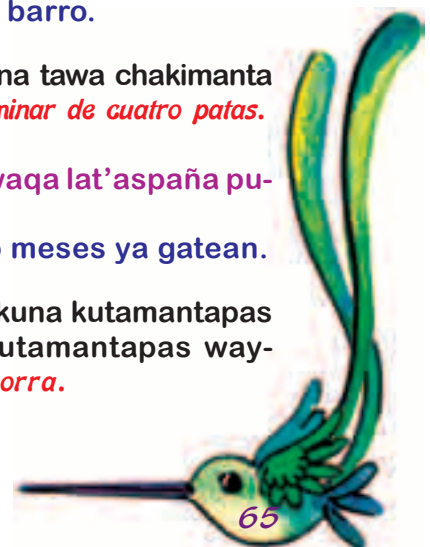 barro.
na tawa chakimanta
minar de cuatro patas.
yaqa lat'aspaña pu-
meses ya gatean.
kuna kutamantapas
utamantapas way-
orra.
65